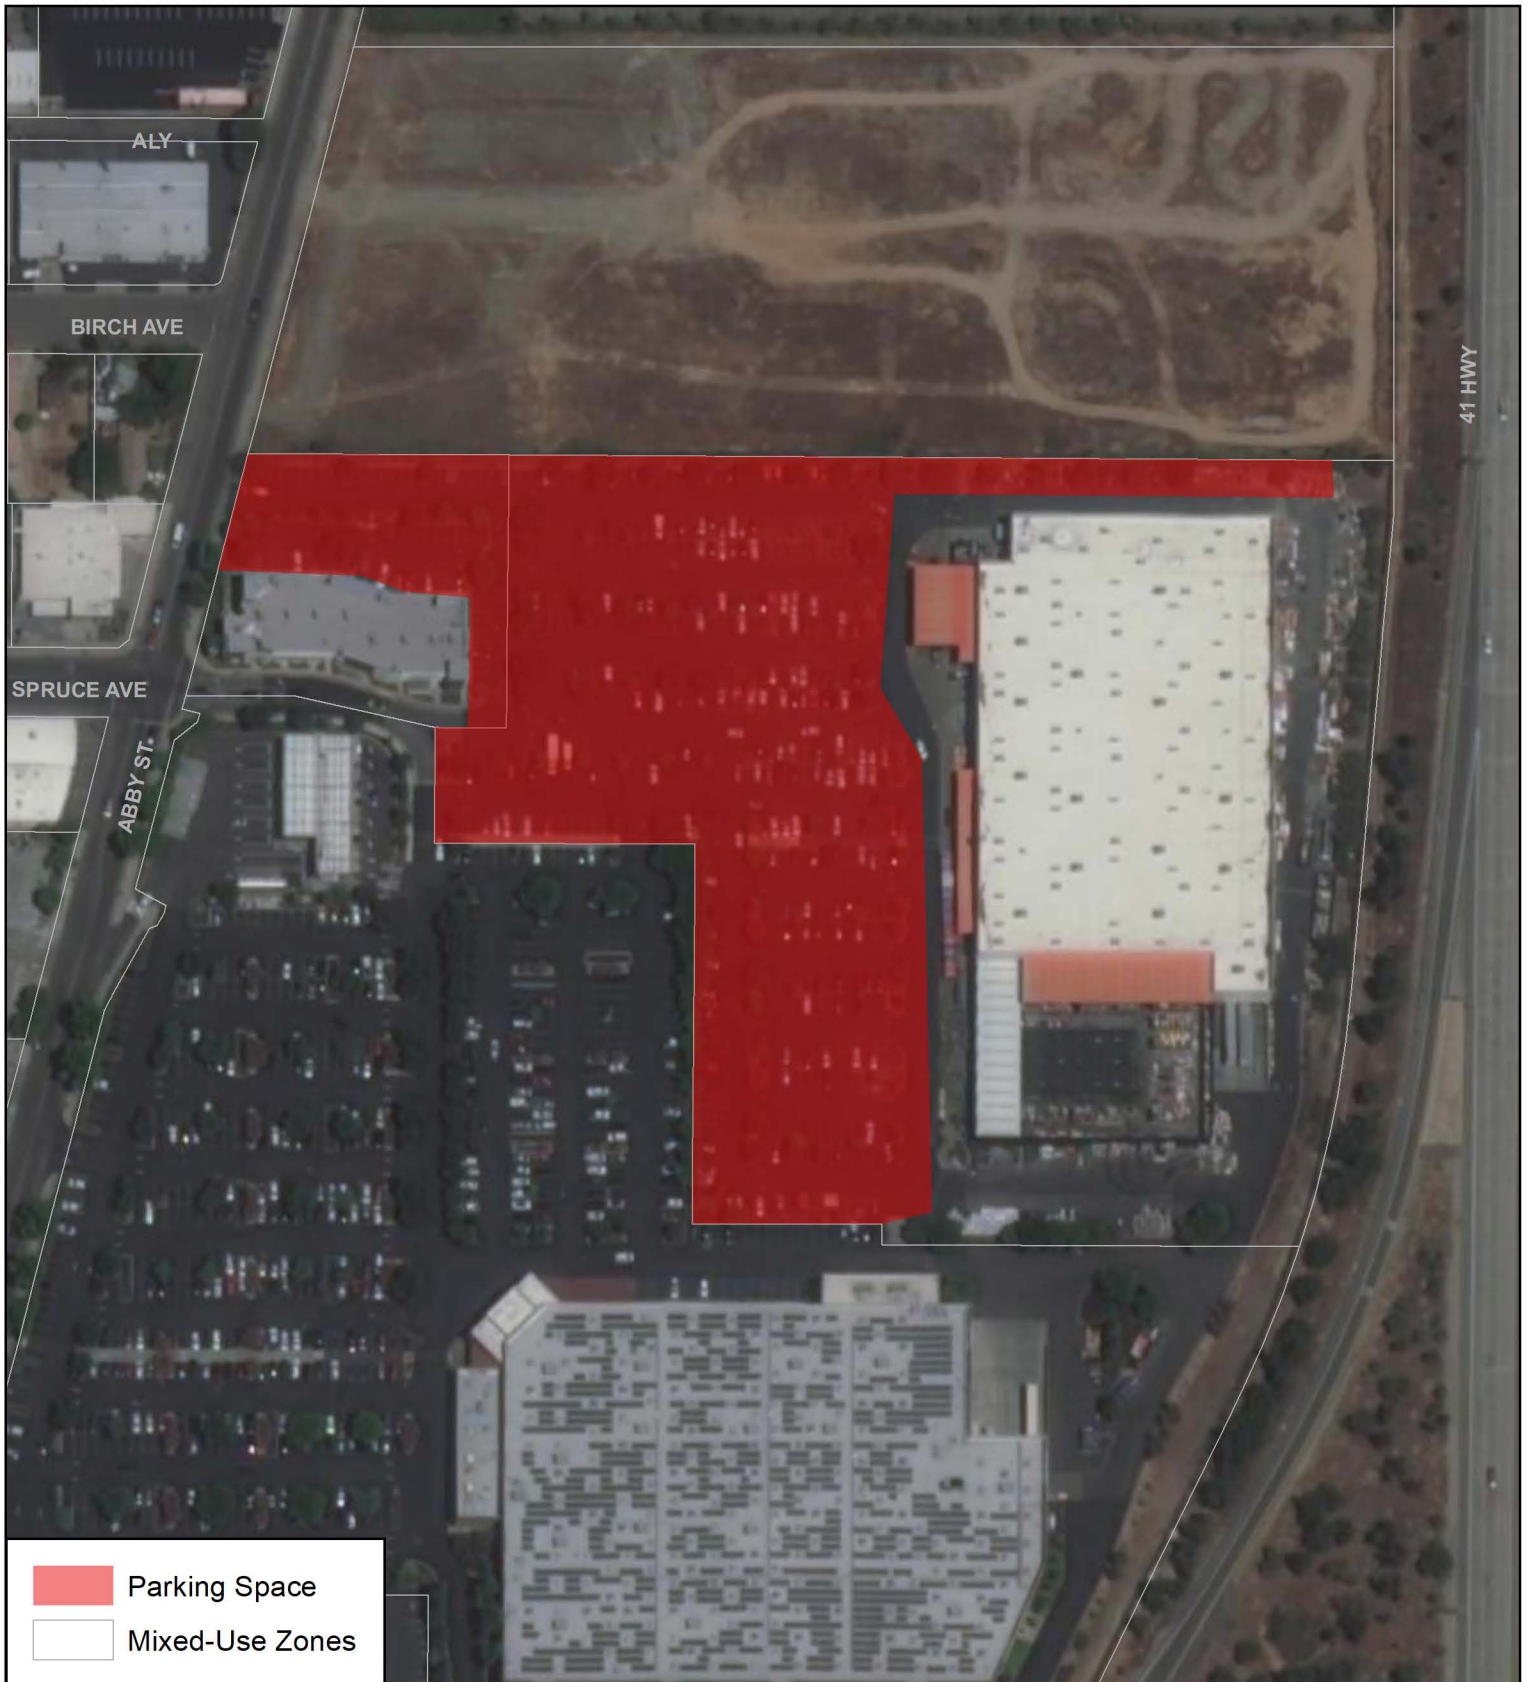 ALY
BIRCH AVE
41 HWY
SPRUCE AVE
ABBY ST.
Parking Space
Mixed-Use Zones